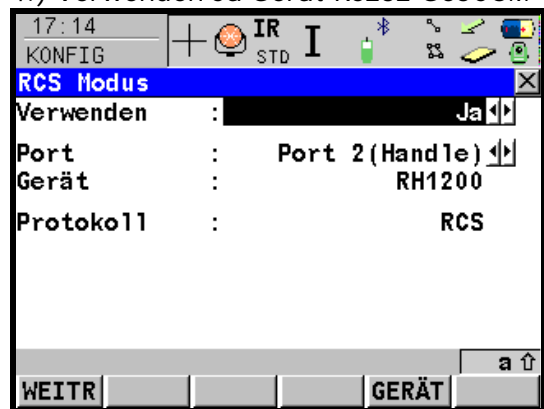 17:14
KONFIG
IR
STD
I
RCS Modus
Verwenden : Ja
Port : Port 2(Handle)
Gerät : RH1200
Protokoll : RCS
a ⇧
WEITR GERÄT